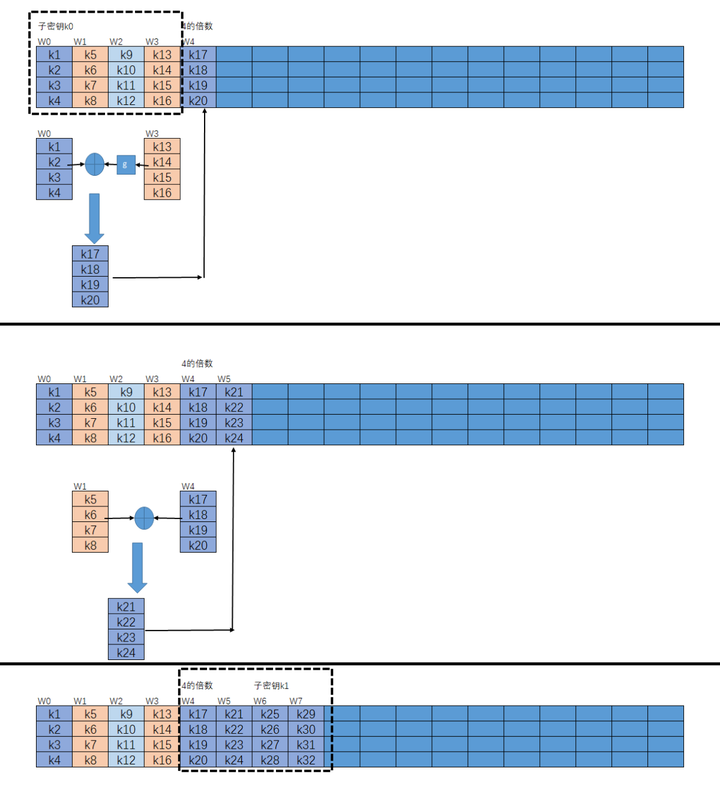 子密钥k0 4的倍数
W0 W1 W2 W3 W4
k1 k5 k9 k13 k17
k2 k6 k10 k14 k18
k3 k7 k11 k15 k19
k4 k8 k12 k16 k20
W0 W3
k1 k13
k2 g k14
k3 k15
k4 k16
k17
k18
k19
k20
4的倍数
W0 W1 W2 W3 W4 W5
k1 k5 k9 k13 k17 k21
k2 k6 k10 k14 k18 k22
k3 k7 k11 k15 k19 k23
k4 k8 k12 k16 k20 k24
W1 W4
k5 k17
k6 k18
k7 k19
k8 k20
k21
k22
k23
k24
4的倍数 子密钥k1
W0 W1 W2 W3 W4 W5 W6 W7
k1 k5 k9 k13 k17 k21 k25 k29
k2 k6 k10 k14 k18 k22 k26 k30
k3 k7 k11 k15 k19 k23 k27 k31
k4 k8 k12 k16 k20 k24 k28 k32